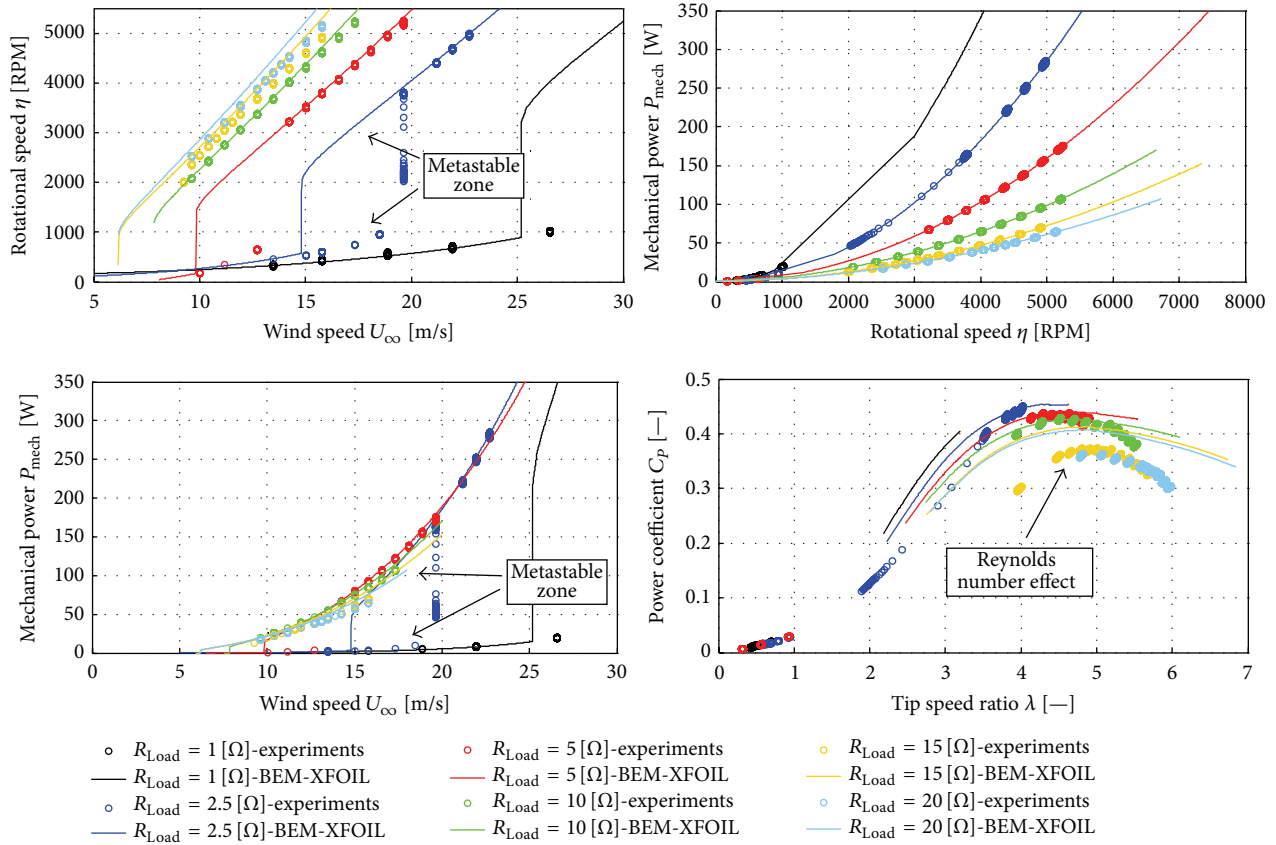 Rotational speed η [RPM]
5000
4000
3000
2000
1000
0
5
10
15
20
25
30
Wind speed U∞ [m/s]
Metastable
zone
Mechanical power Pmech [W]
350
300
250
200
150
100
50
0
0
1000
2000
3000
4000
5000
6000
7000
8000
Rotational speed η [RPM]
Mechanical power Pmech [W]
350
300
250
200
150
100
50
0
0
5
10
15
20
25
30
Wind speed U∞ [m/s]
Metastable
zone
Power coefficient CP [—]
0.5
0.4
0.3
0.2
0.1
0
0
1
2
3
4
5
6
7
Tip speed ratio λ [—]
Reynolds
number effect
RLoad = 1 [Ω]-experiments
RLoad = 1 [Ω]-BEM-XFOIL
RLoad = 2.5 [Ω]-experiments
RLoad = 2.5 [Ω]-BEM-XFOIL
RLoad = 5 [Ω]-experiments
RLoad = 5 [Ω]-BEM-XFOIL
RLoad = 10 [Ω]-experiments
RLoad = 10 [Ω]-BEM-XFOIL
RLoad = 15 [Ω]-experiments
RLoad = 15 [Ω]-BEM-XFOIL
RLoad = 20 [Ω]-experiments
RLoad = 20 [Ω]-BEM-XFOIL